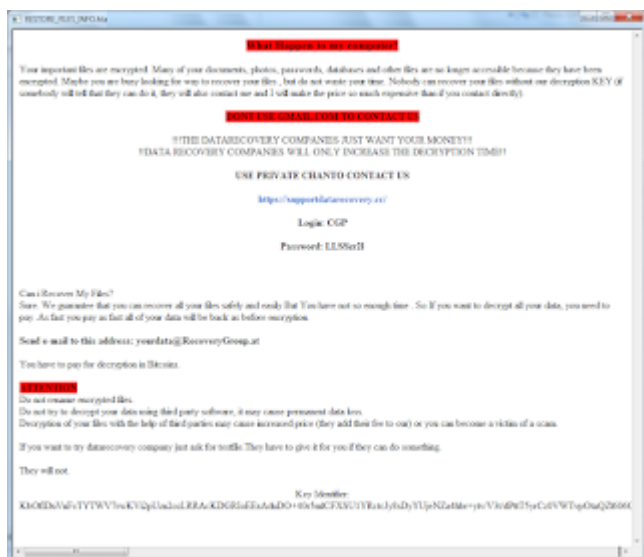 RESTORE_FILES_INFO.hta
What Happen to my computer?
Your important files are encrypted. Many of your documents, photos, passwords, databases and other files are no longer accessible because they have been
encrypted. Maybe you are busy looking for way to recover your files , but do not waste your time. Nobody can recover your files without our decryption KEY (if
somebody will tell that they can do it, they will also contact me and I will make the price so much expensive than if you contact directly).
DONT USE GMAIL.COM TO CONTACT US
!!!THE DATARECOVERY COMPANIES JUST WANT YOUR MONEY!!!
!!DATA RECOVERY COMPANIES WILL ONLY INCREASE THE DECRYPTION TIME!!
USE PRIVATE CHANTO CONTACT US
https://supportdatarecovery.cc/
Login: CGP
Password:
Can i Recover My Files?
Sure. We guarantee that you can recover all your files safely and easily But You have not so enough time . So If you want to decrypt all your data, you need to
pay .As fast you pay as fast all of your data will be back as before encryption.
Send e-mail to this address: yourdata@RecoveryGroup.at
You have to pay for decryption in Bitcoins.
ATTENTION
Do not rename encrypted files.
Do not try to decrypt your data using third party software, it may cause permanent data loss.
Decryption of your files with the help of third parties may cause increased price (they add their fee to our) or you can become a victim of a scam.
If you want to try datarecovery company just ask for testfile.They have to give it for you if they can do something.
They will not.
Key Identifier: